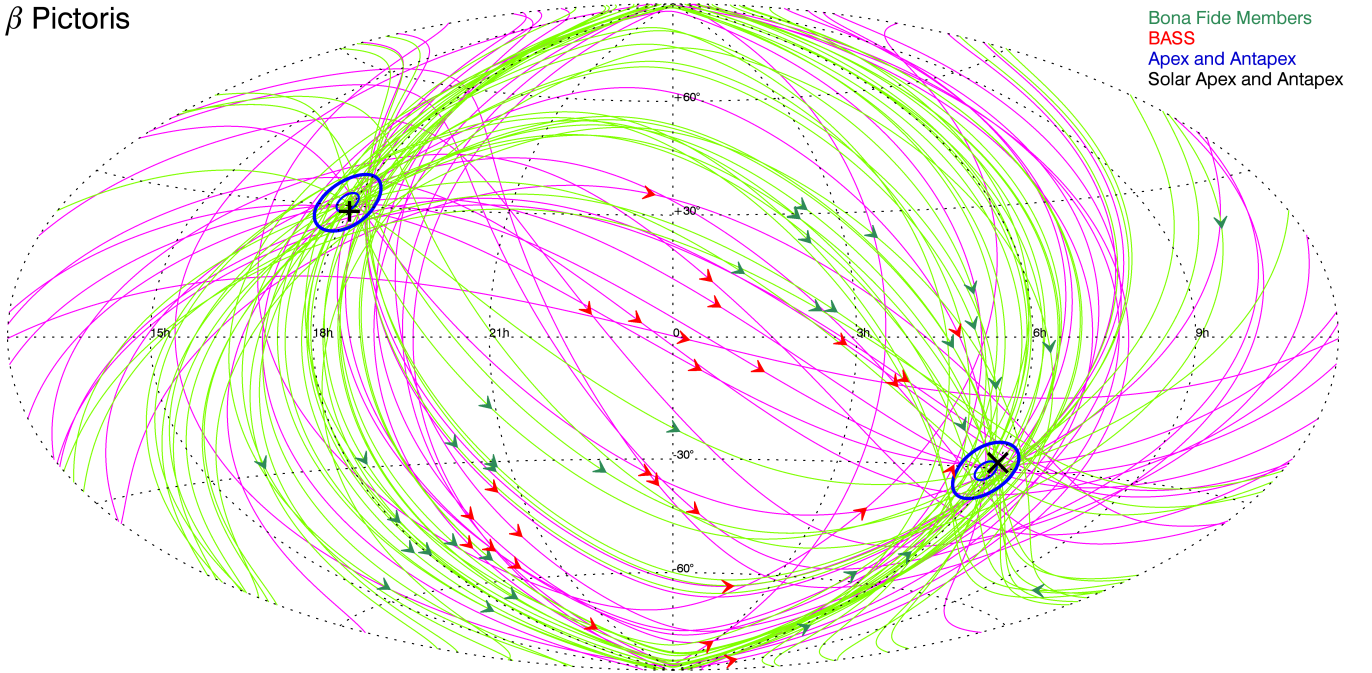 β Pictoris
Bona Fide Members
BASS
Apex and Antapex
Solar Apex and Antapex
+60°
+30°
15h
18h
21h
0
3h
6h
9h
-30°
-60°